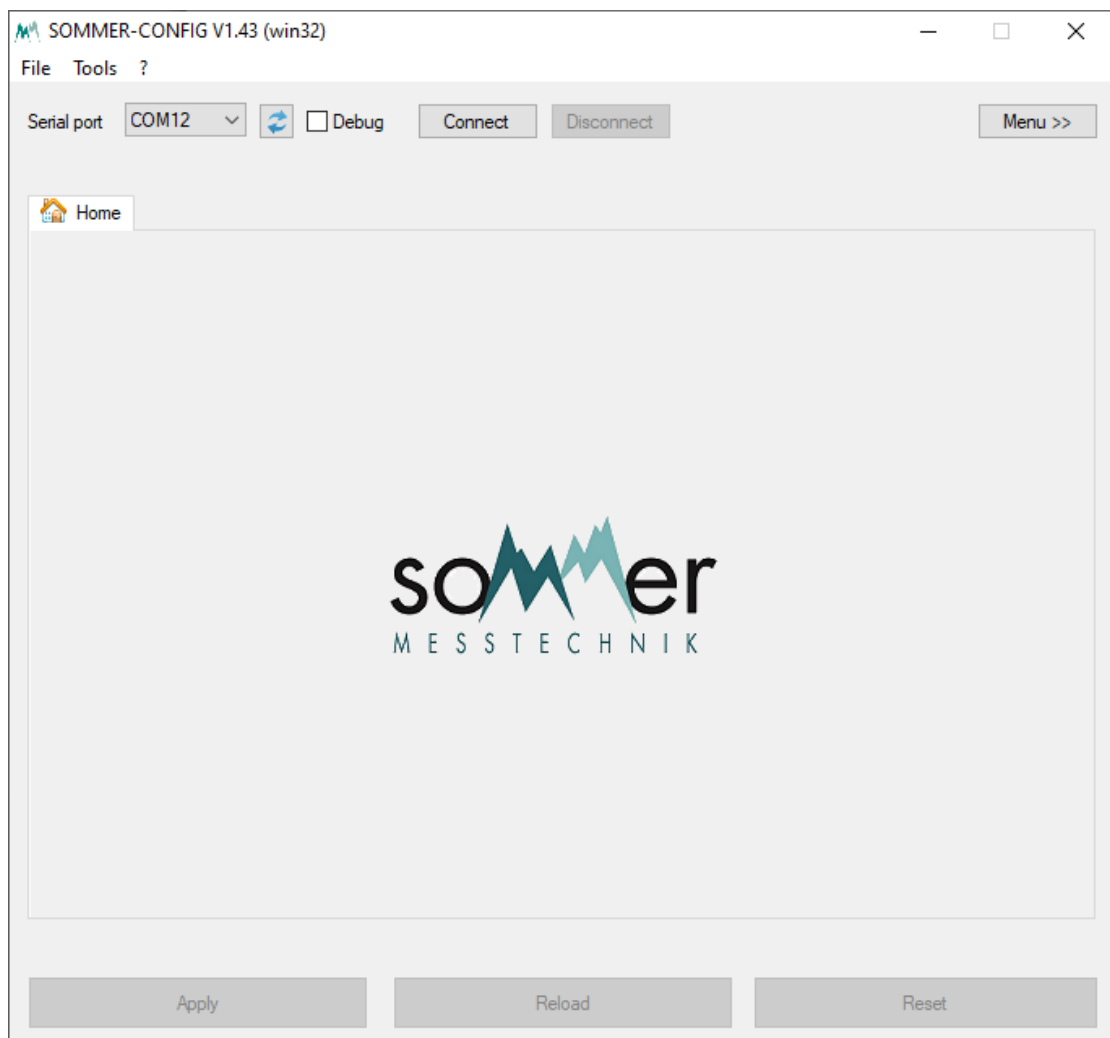 SOMMER-CONFIG V1.43 (win32)
File Tools ?
Serial port COM12 Debug Connect Disconnect Menu >>
Home
sommer
MESSTECHNIK
Apply Reload Reset